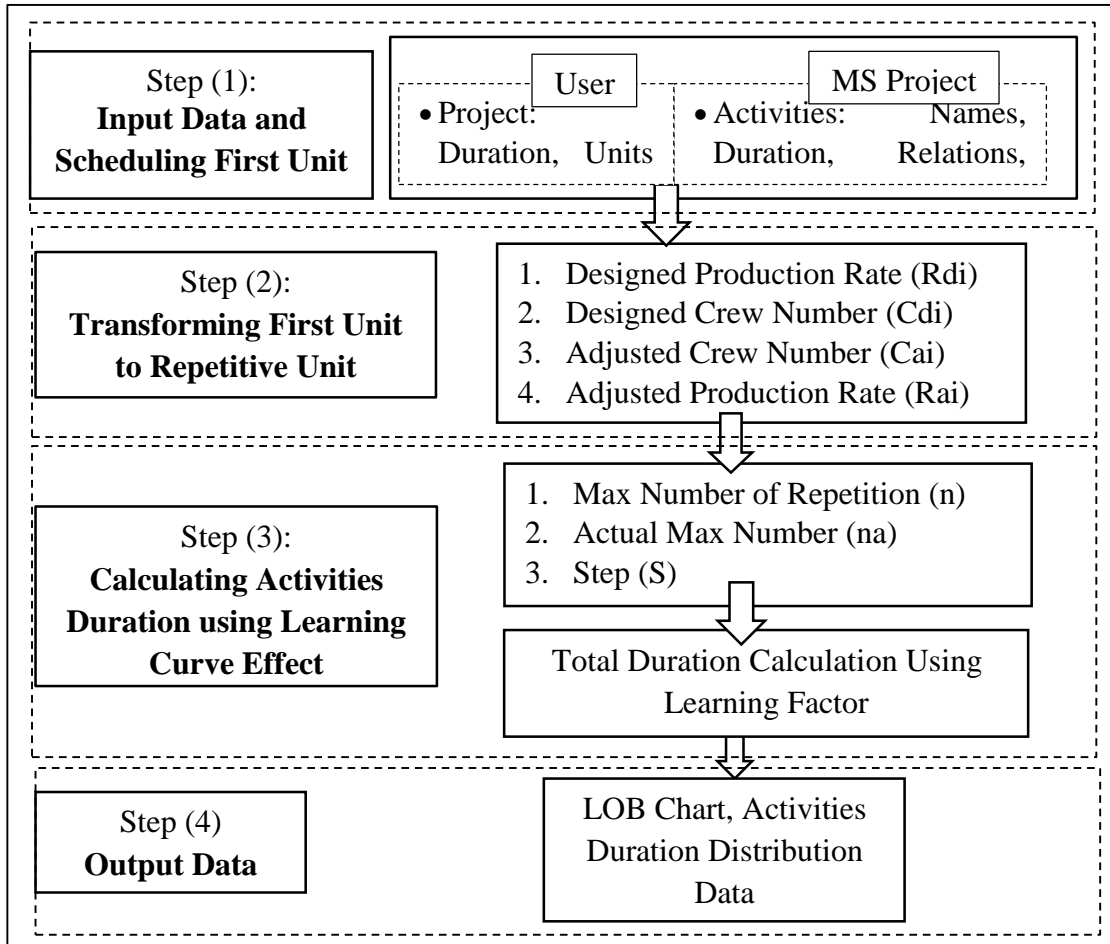 Step (1):
Input Data and
Scheduling First Unit
User
• Project:
Duration, Units
MS Project
• Activities: Names,
Duration, Relations,
Step (2):
Transforming First Unit
to Repetitive Unit
1. Designed Production Rate (Rdi)
2. Designed Crew Number (Cdi)
3. Adjusted Crew Number (Cai)
4. Adjusted Production Rate (Rai)
Step (3):
Calculating Activities
Duration using Learning
Curve Effect
1. Max Number of Repetition (n)
2. Actual Max Number (na)
3. Step (S)
Total Duration Calculation Using
Learning Factor
Step (4)
Output Data
LOB Chart, Activities
Duration Distribution
Data